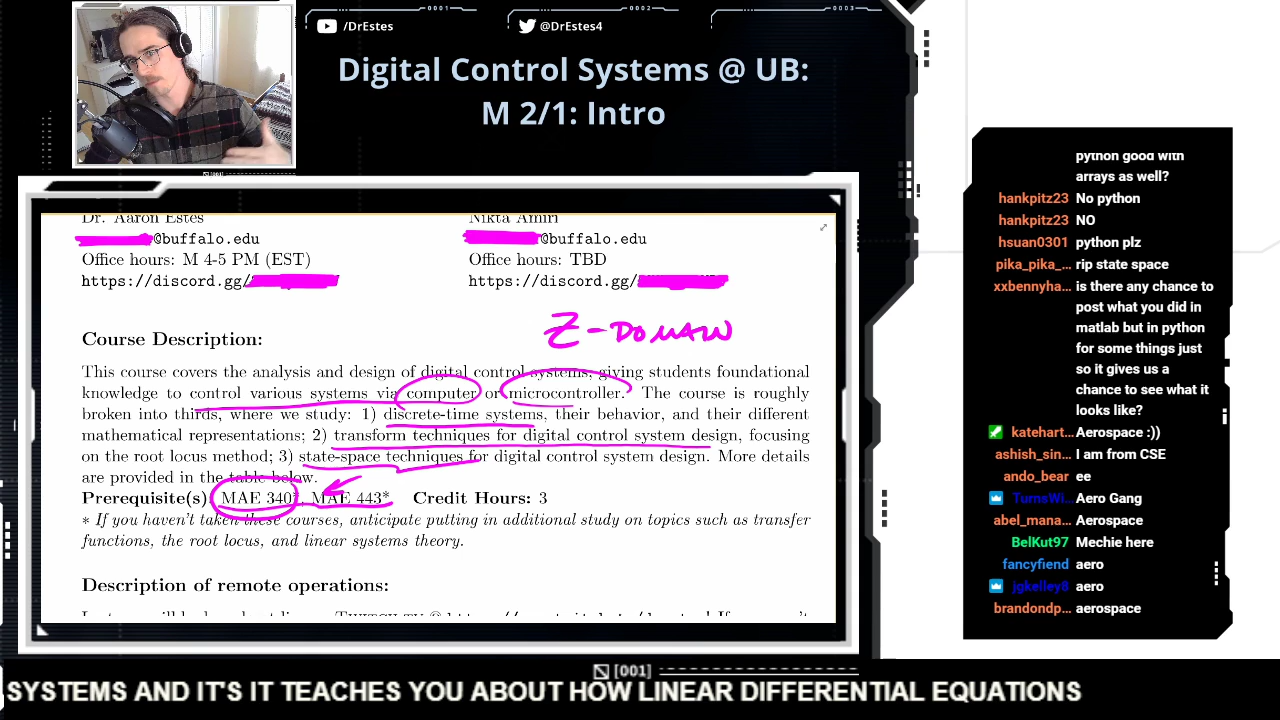 0001
0002
0003
/DrEstes
@DrEstes4
Digital Control Systems @ UB:
M 2/1: Intro
[001]
Dr. Aaron Estes
Nikta Amiri
@buffalo.edu
@buffalo.edu
Office hours: M 4-5 PM (EST)
Office hours: TBD
https://discord.gg/
https://discord.gg/
Z-DOMAIN
Course Description:
This course covers the analysis and design of digital control systems, giving students foundational
knowledge to control various systems via computer or microcontroller. The course is roughly
broken into thirds, where we study: 1) discrete-time systems, their behavior, and their different
mathematical representations; 2) transform techniques for digital control system design, focusing
on the root locus method; 3) state-space techniques for digital control system design. More details
are provided in the table below.
Prerequisite(s) MAE 340*, MAE 443* Credit Hours: 3
* If you haven't taken these courses, anticipate putting in additional study on topics such as transfer
functions, the root locus, and linear systems theory.
Description of remote operations:
python good with
arrays as well?
hankpitz23 No python
hankpitz23 NO
hsuan0301 python plz
pika_pika_… rip state space
xxbennyha… is there any chance to
post what you did in
matlab but in python
for some things just
so it gives us a
chance to see what it
looks like?
katehart… Aerospace :))
ashish_sin… I am from CSE
ando_bear ee
TurnsWi… Aero Gang
abel_mana… Aerospace
BelKut97 Mechie here
fancyfiend aero
jgkelley8 aero
brandondp… aerospace
[001]
SYSTEMS AND IT'S IT TEACHES YOU ABOUT HOW LINEAR DIFFERENTIAL EQUATIONS